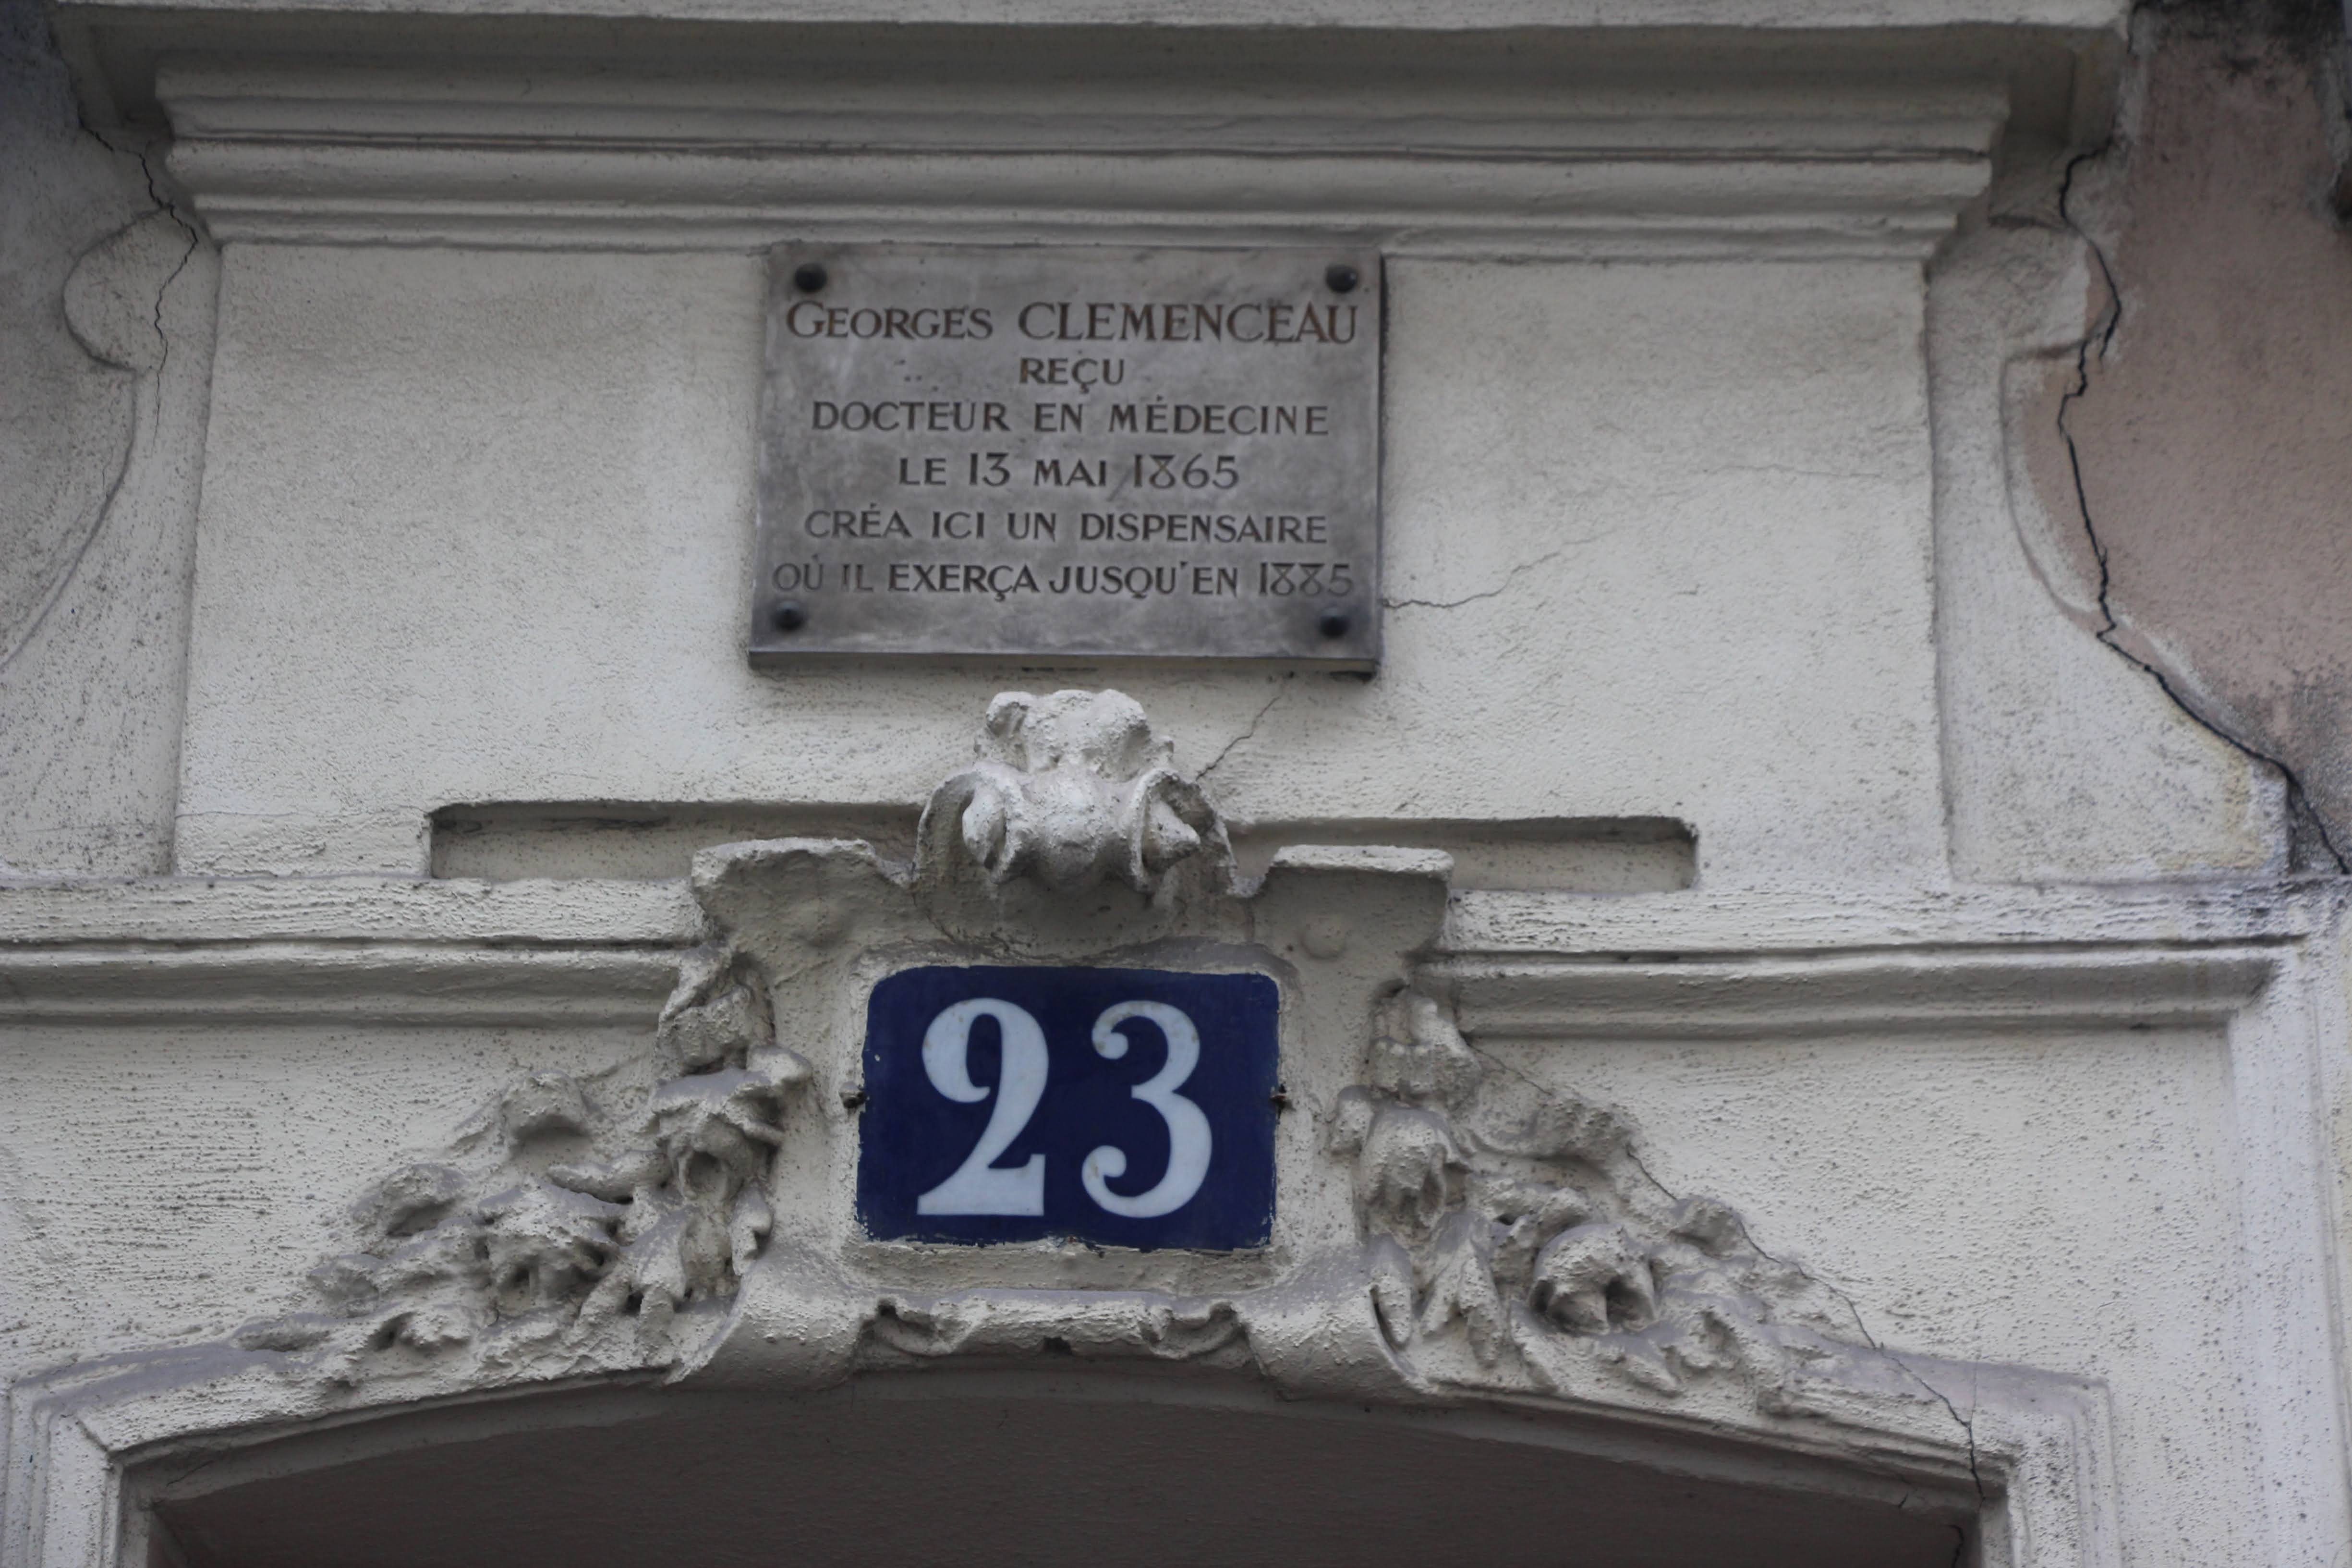 GEORGES CLEMENCEAU
REÇU
DOCTEUR EN MÉDECINE
LE 13 MAI 1865
CRÉA ICI UN DISPENSAIRE
OÙ IL EXERÇA JUSQU'EN 1885
23